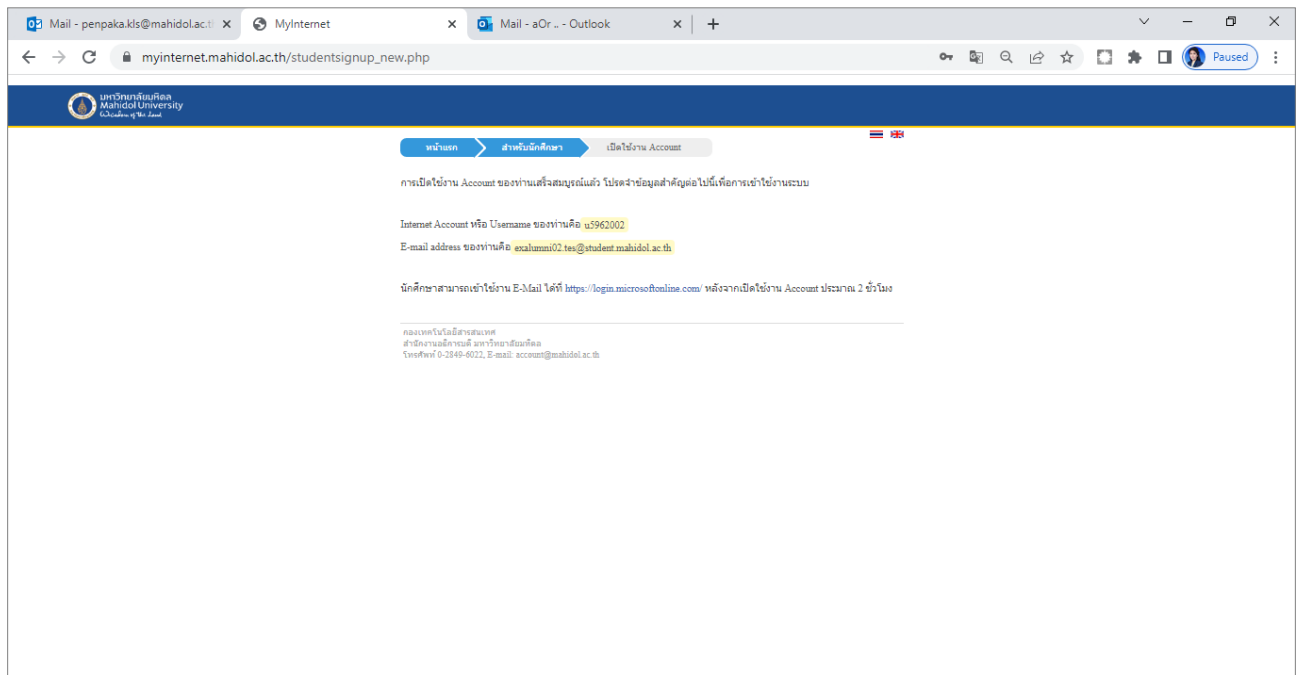 Mail - penpaka.kls@mahidol.ac.t
MyInternet
Mail - aOr .. - Outlook
myinternet.mahidol.ac.th/studentsignup_new.php
Paused
มหาวิทยาลัยมหิดล
Mahidol University
Wisdom of the Land
หน้าแรก
สำหรับนักศึกษา
เปิดใช้งาน Account
การเปิดใช้งาน Account ของท่านเสร็จสมบูรณ์แล้ว โปรดจำข้อมูลสำคัญต่อไปนี้เพื่อการเข้าใช้งานระบบ
Internet Account หรือ Username ของท่านคือ u5962002
E-mail address ของท่านคือ exalumni02.tes@student.mahidol.ac.th
นักศึกษาสามารถเข้าใช้งาน E-Mail ได้ที่ https://login.microsoftonline.com/ หลังจากเปิดใช้งาน Account ประมาณ 2 ชั่วโมง
กองเทคโนโลยีสารสนเทศ
สำนักงานอธิการบดี มหาวิทยาลัยมหิดล
โทรศัพท์ 0-2849-6022, E-mail: account@mahidol.ac.th